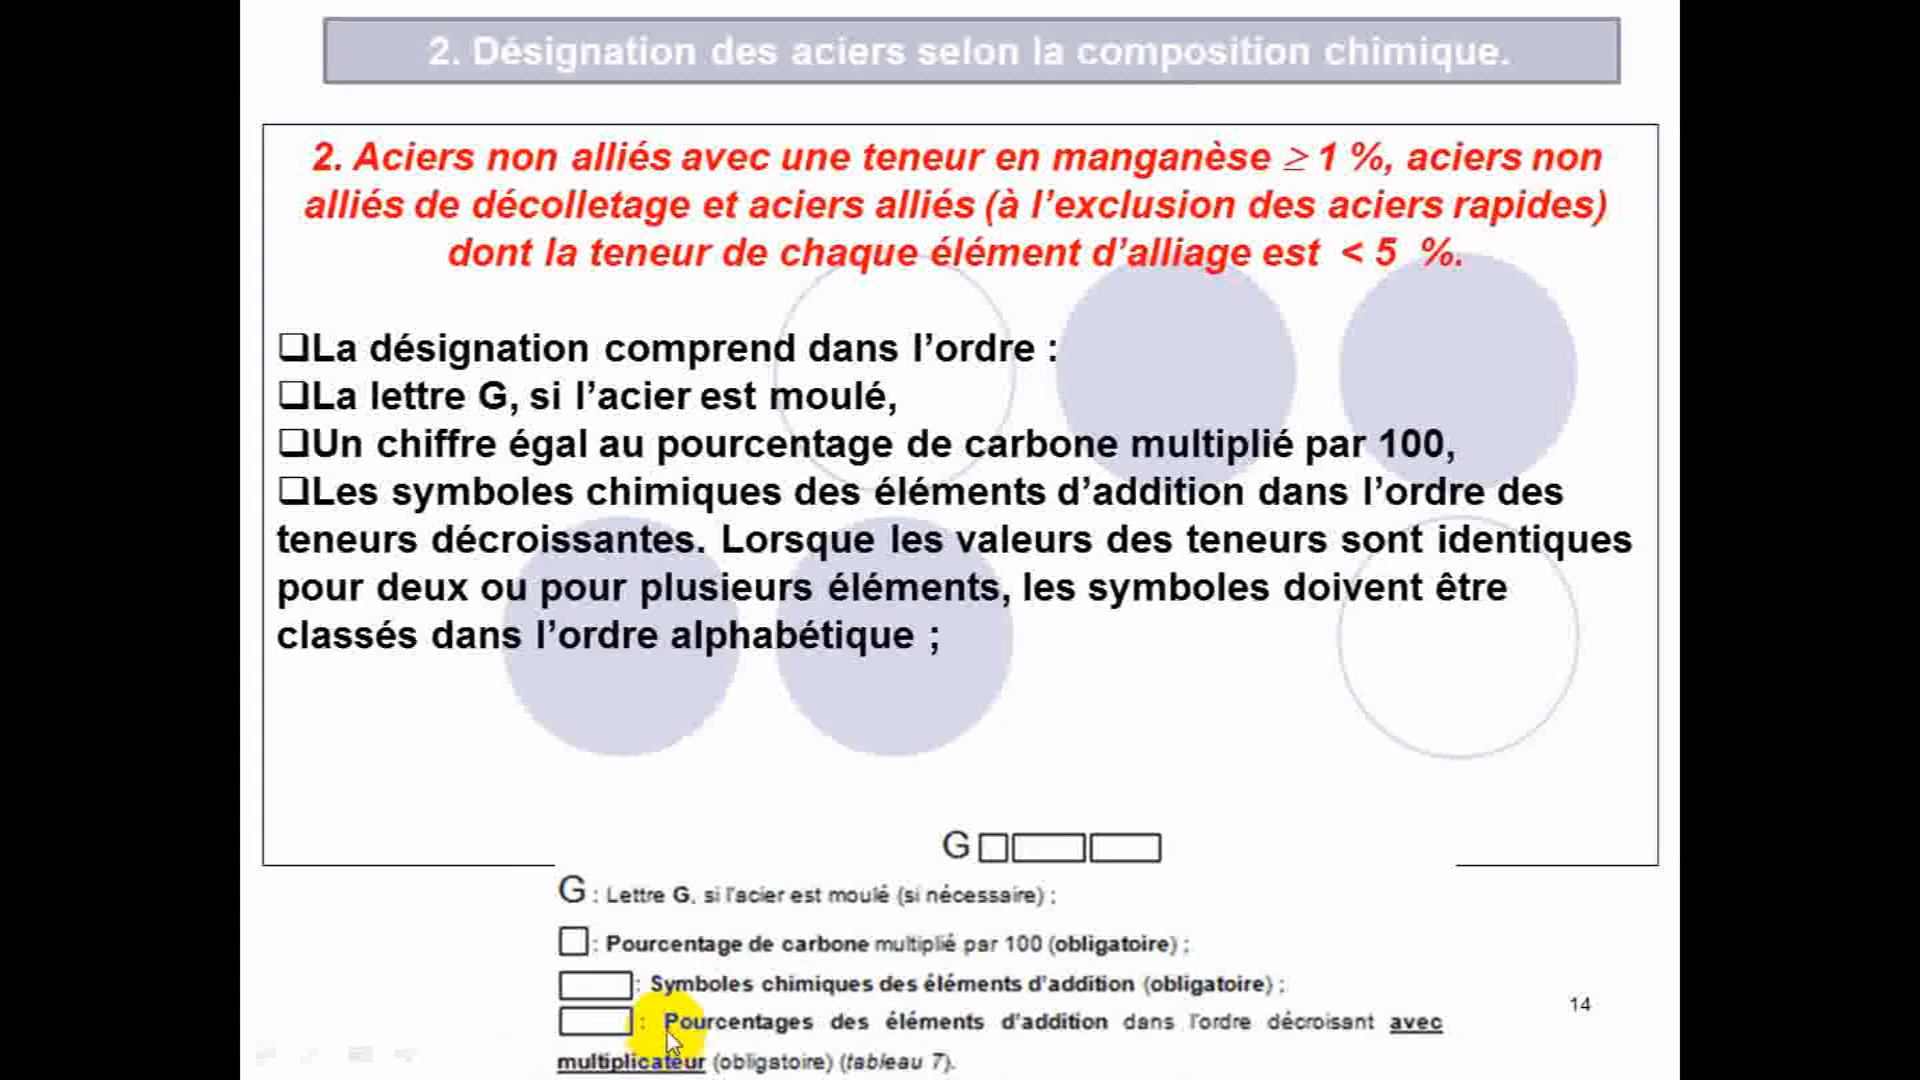 2. Désignation des aciers selon la composition chimique.
2. Aciers non alliés avec une teneur en manganèse ≥ 1 %, aciers non
alliés de décolletage et aciers alliés (à l’exclusion des aciers rapides)
dont la teneur de chaque élément d’alliage est < 5 %.
❑La désignation comprend dans l’ordre :
❑La lettre G, si l’acier est moulé,
❑Un chiffre égal au pourcentage de carbone multiplié par 100,
❑Les symboles chimiques des éléments d’addition dans l’ordre des
teneurs décroissantes. Lorsque les valeurs des teneurs sont identiques
pour deux ou pour plusieurs éléments, les symboles doivent être
classés dans l’ordre alphabétique ;
G
G : Lettre G, si l'acier est moulé (si nécessaire) ;
: Pourcentage de carbone multiplié par 100 (obligatoire) ;
: Symboles chimiques des éléments d'addition (obligatoire) ;
: Pourcentages des éléments d'addition dans l'ordre décroisant avec
multiplicateur (obligatoire) (tableau 7).
14